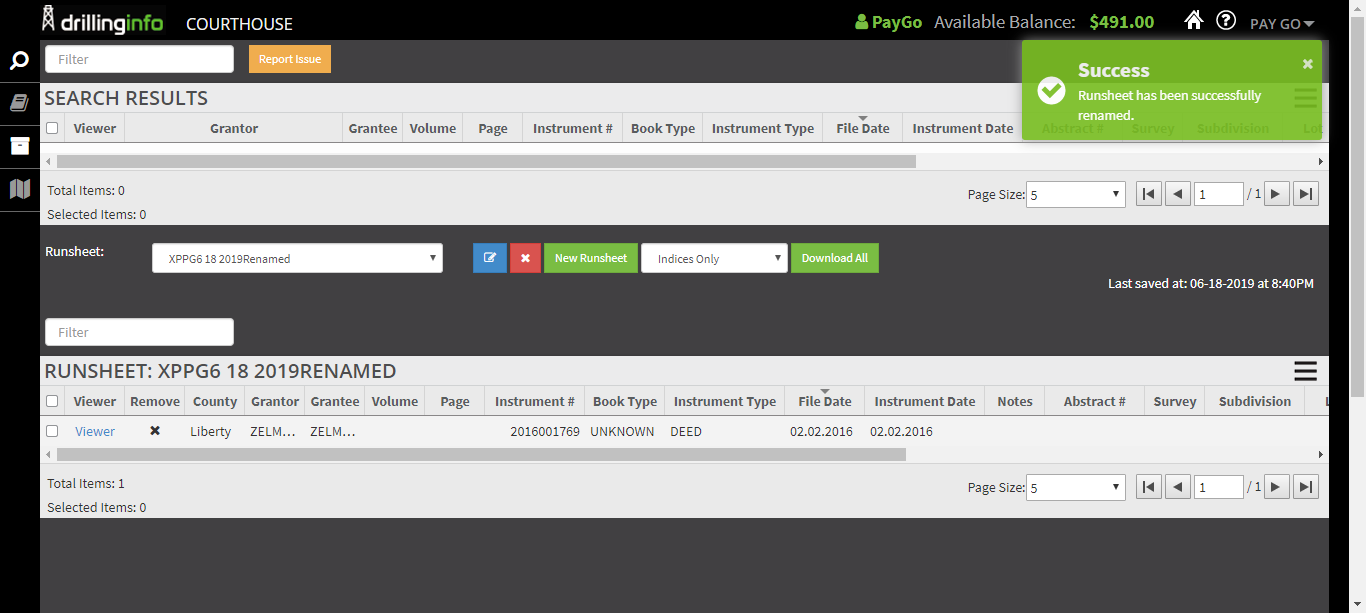 drillinginfo COURTHOUSE PayGo Available Balance: $491.00 PAY GO
Filter Report Issue
Success
Runsheet has been successfully
renamed.
SEARCH RESULTS
Viewer Grantor Grantee Volume Page Instrument # Book Type Instrument Type File Date Instrument Date Abstract # Survey Subdivision Lot
Total Items: 0
Page Size: 5 1 / 1
Selected Items: 0
Runsheet: XPPG6 18 2019Renamed New Runsheet Indices Only Download All
Last saved at: 06-18-2019 at 8:40PM
Filter
RUNSHEET: XPPG6 18 2019RENAMED
Viewer Remove County Grantor Grantee Volume Page Instrument # Book Type Instrument Type File Date Instrument Date Notes Abstract # Survey Subdivision L
Viewer Liberty ZELM... ZELM... 2016001769 UNKNOWN DEED 02.02.2016 02.02.2016
Total Items: 1
Page Size: 5 1 / 1
Selected Items: 0